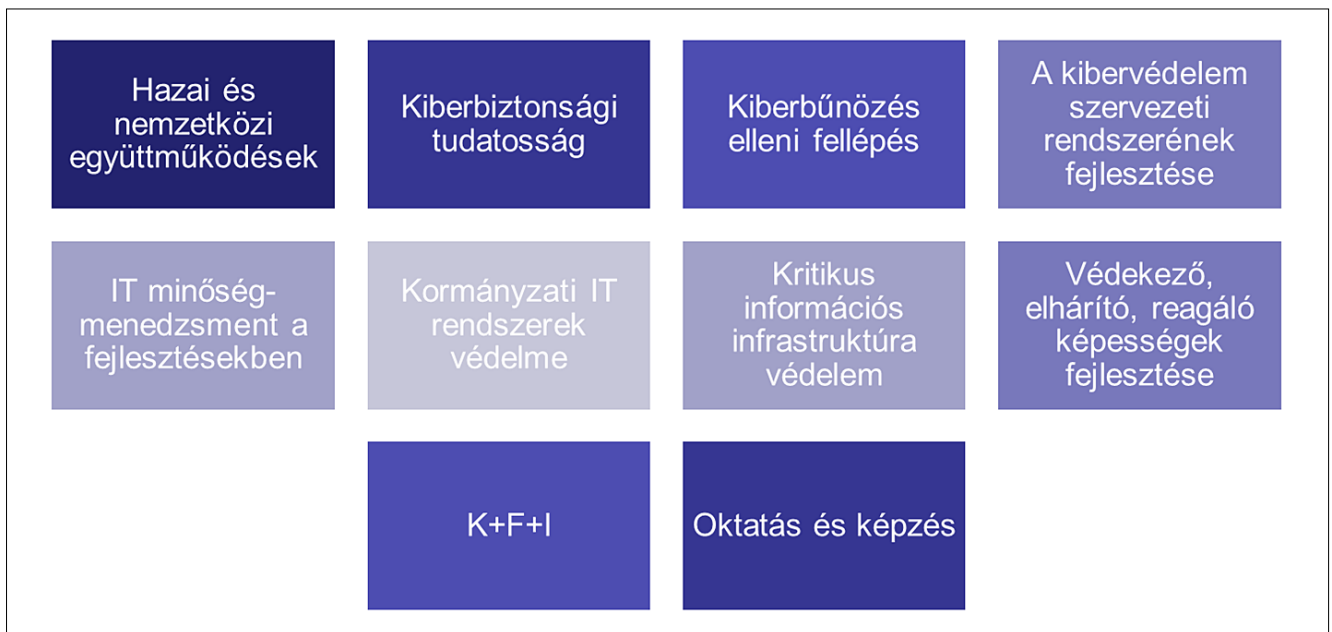 Hazai és
nemzetközi
együttműködések
Kiberbiztonsági
tudatosság
Kiberbűnözés
elleni fellépés
A kibervédelem
szervezeti
rendszerének
fejlesztése
IT minőség-
menedzsment a
fejlesztésekben
Kormányzati IT
rendszerek
védelme
Kritikus
információs
infrastruktúra
védelem
Védekező,
elhárító, reagáló
képességek
fejlesztése
K+F+I
Oktatás és képzés